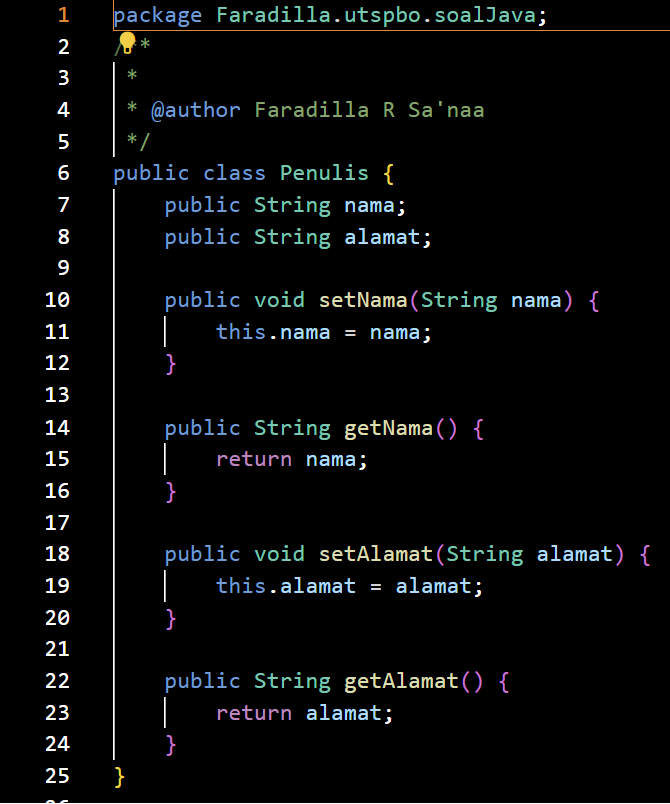 1 package Faradilla.utspbo.soalJava;
2 /**
3 *
4 * @author Faradilla R Sa'naa
5 */
6 public class Penulis {
7 public String nama;
8 public String alamat;
9
10 public void setNama(String nama) {
11 this.nama = nama;
12 }
13
14 public String getNama() {
15 return nama;
16 }
17
18 public void setAlamat(String alamat) {
19 this.alamat = alamat;
20 }
21
22 public String getAlamat() {
23 return alamat;
24 }
25 }